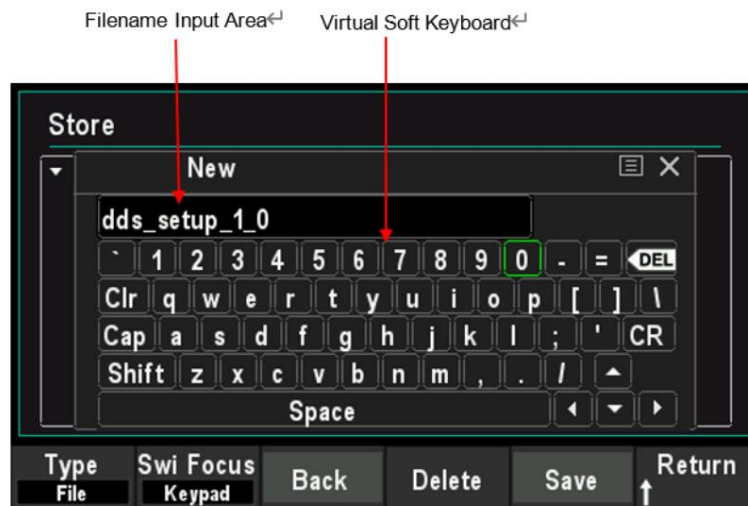 Filename Input Area↵ Virtual Soft Keyboard↵
Store
New
dds_setup_1_0
` 1 2 3 4 5 6 7 8 9 0 - = DEL
Clr q w e r t y u i o p [ ] \
Cap a s d f g h j k l ; ' CR
Shift z x c v b n m , . /
Space
Type Swi Focus Back Delete Save Return
File Keypad